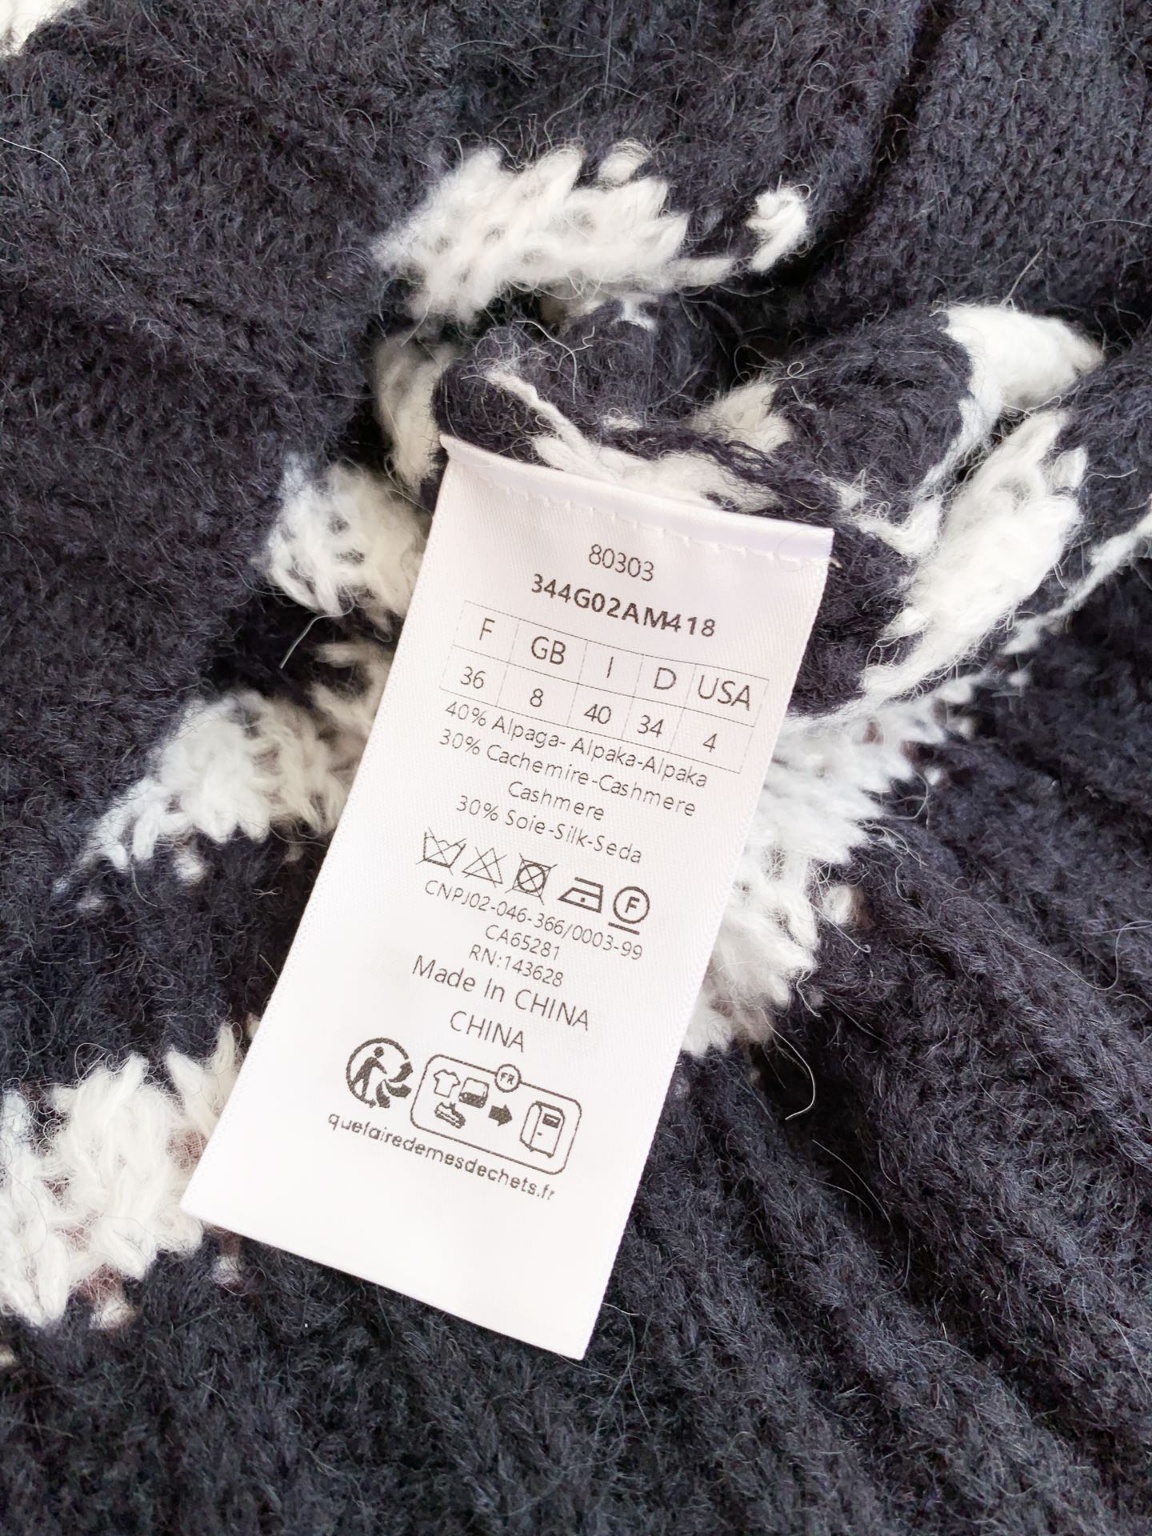 80303
344G02AM418
F GB I D USA
36 8 40 34 4
40% Alpaga- Alpaka-Alpaka
30% Cachemire-Cashmere
Cashmere
30% Soie-Silk-Seda
F
CNPJ02-046-366/0003-99
CA65281
RN:143628
Made In CHINA
CHINA
FR
quefairedemesdechets.fr